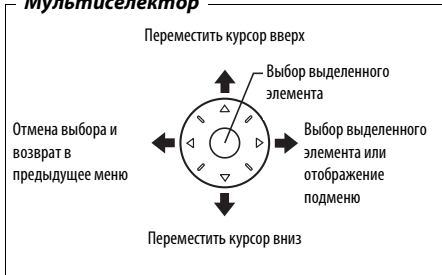 Мультиселектор
Переместить курсор вверх
Выбор выделенного
элемента
Отмена выбора и
возврат в
предыдущее меню
Выбор выделенного
элемента или
отображение
подменю
Переместить курсор вниз